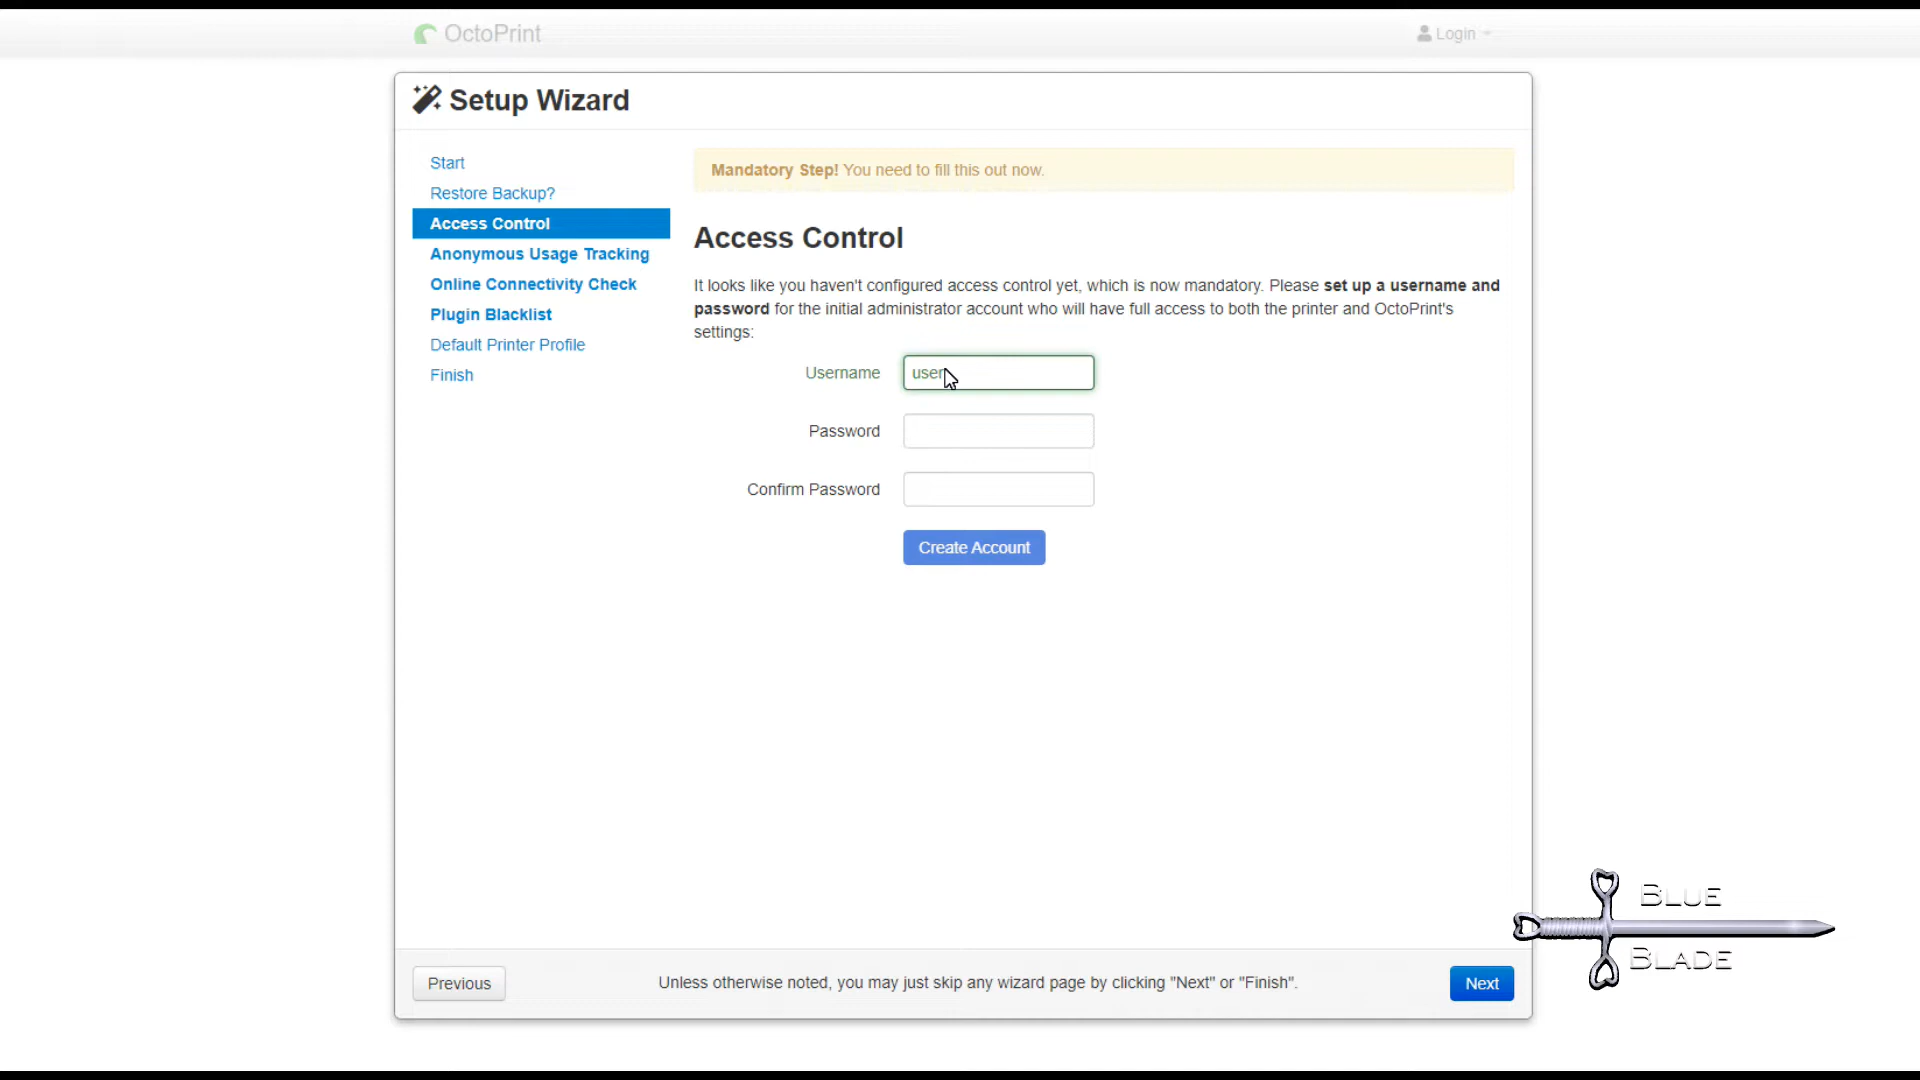 OctoPrint
Login
Setup Wizard
Start
Restore Backup?
Access Control
Anonymous Usage Tracking
Online Connectivity Check
Plugin Blacklist
Default Printer Profile
Finish
Mandatory Step! You need to fill this out now.
Access Control
It looks like you haven't configured access control yet, which is now mandatory. Please set up a username and
password for the initial administrator account who will have full access to both the printer and OctoPrint's
settings:
Username
user
Password
Confirm Password
Create Account
Previous
Unless otherwise noted, you may just skip any wizard page by clicking "Next" or "Finish".
Next
BLUE
BLADE